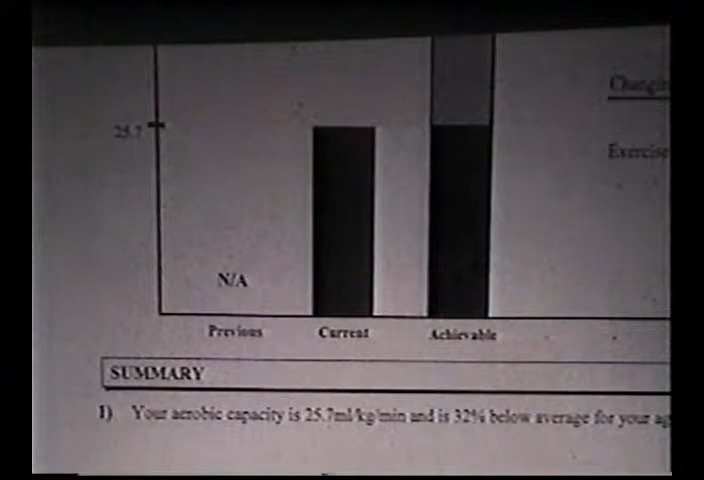 25.7
Exercise
N/A
Previous Current Achievable
SUMMARY
1) Your aerobic capacity is 25.7ml/kg/min and is 32% below average for your